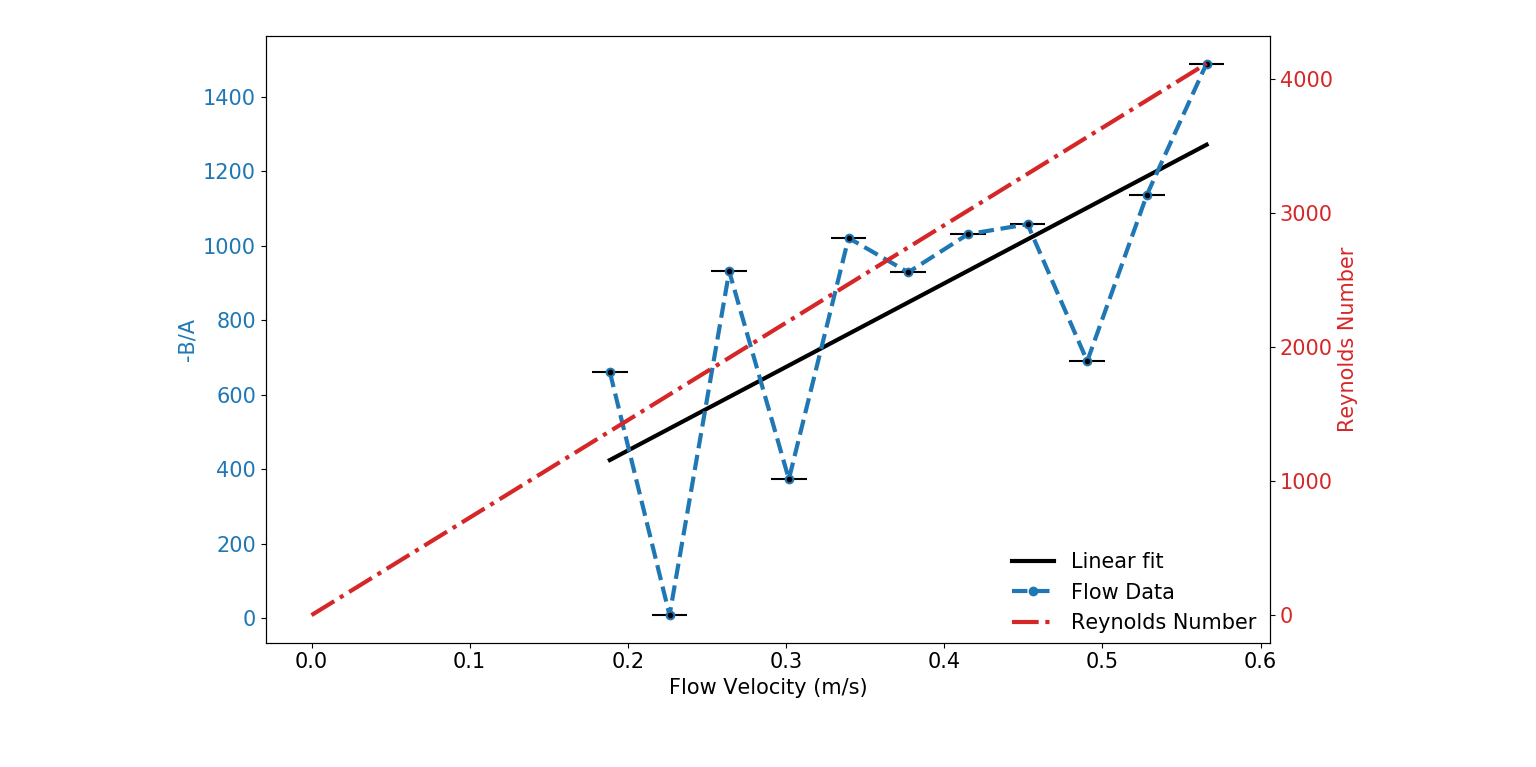 1400
1200
1000
800
600
400
200
0
-B/A
4000
3000
2000
1000
0
Reynolds Number
Linear fit
Flow Data
Reynolds Number
0.0 0.1 0.2 0.3 0.4 0.5 0.6
Flow Velocity (m/s)